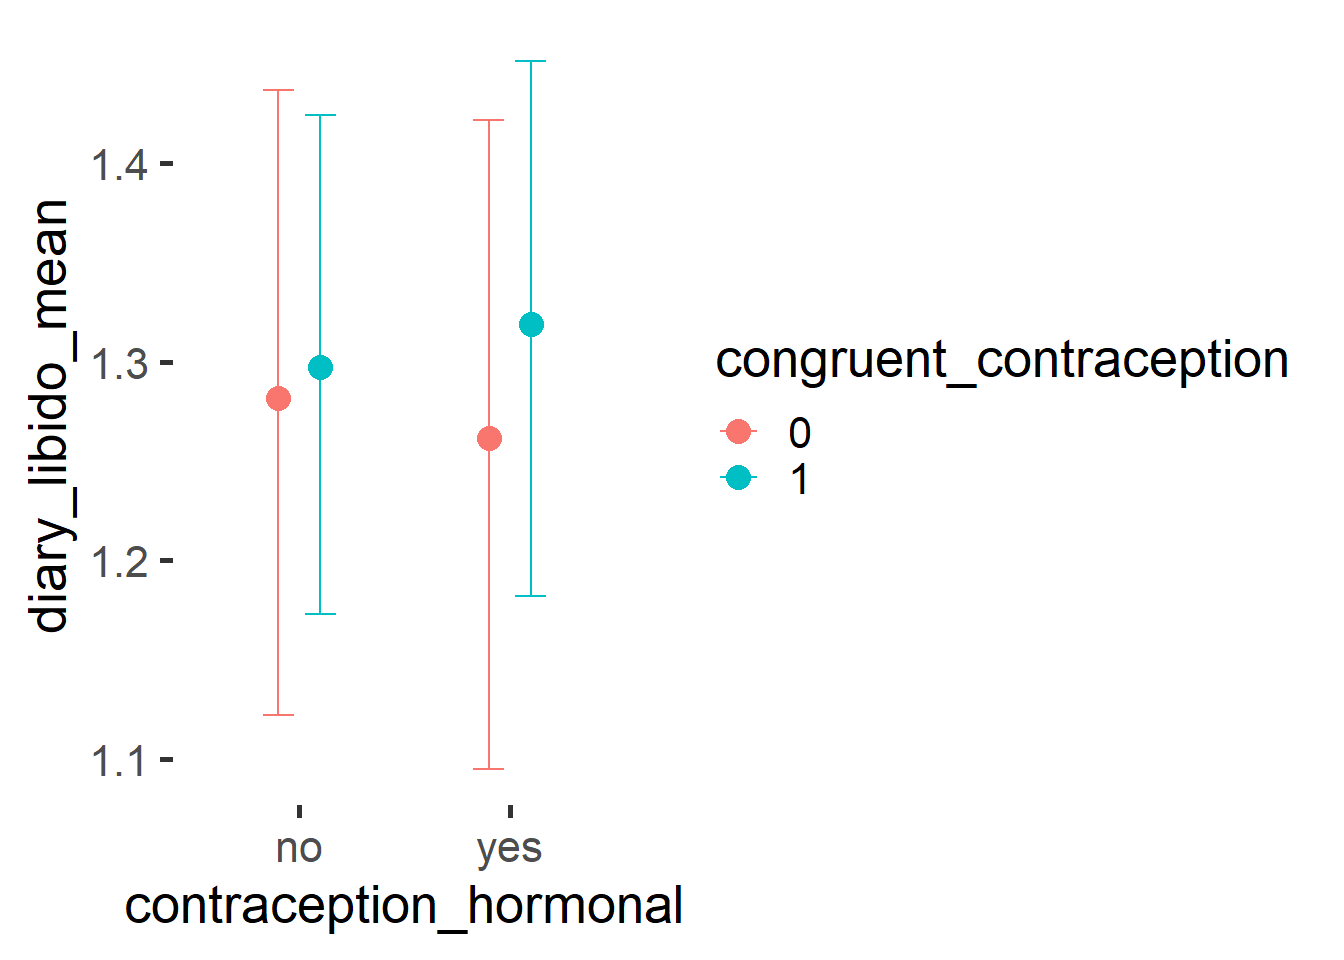 diary_libido_mean
1.4
1.3
1.2
1.1
no
yes
contraception_hormonal
congruent_contraception
0
1